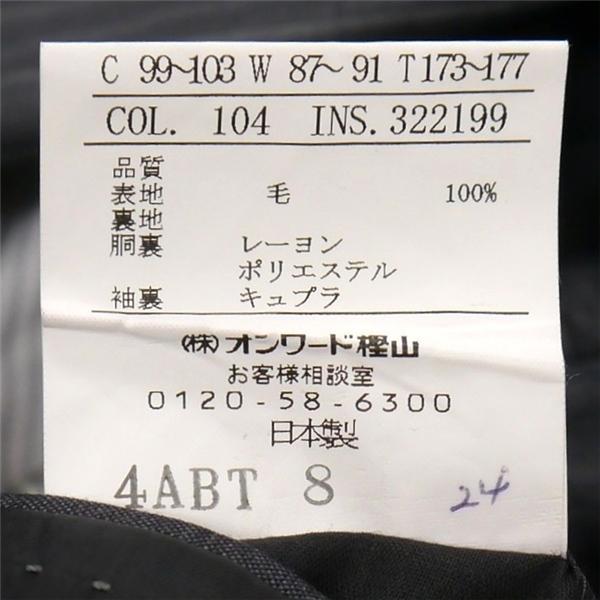 C 99~103 W 87~ 91 T173~177
COL. 104 INS.322199
品質
表地 毛 100%
裏地
胴裏 レーヨン
ポリエステル
袖裏 キュプラ
(株)オンワード樫山
お客様相談室
0120-58-6300
日本製
4ABT 8
24